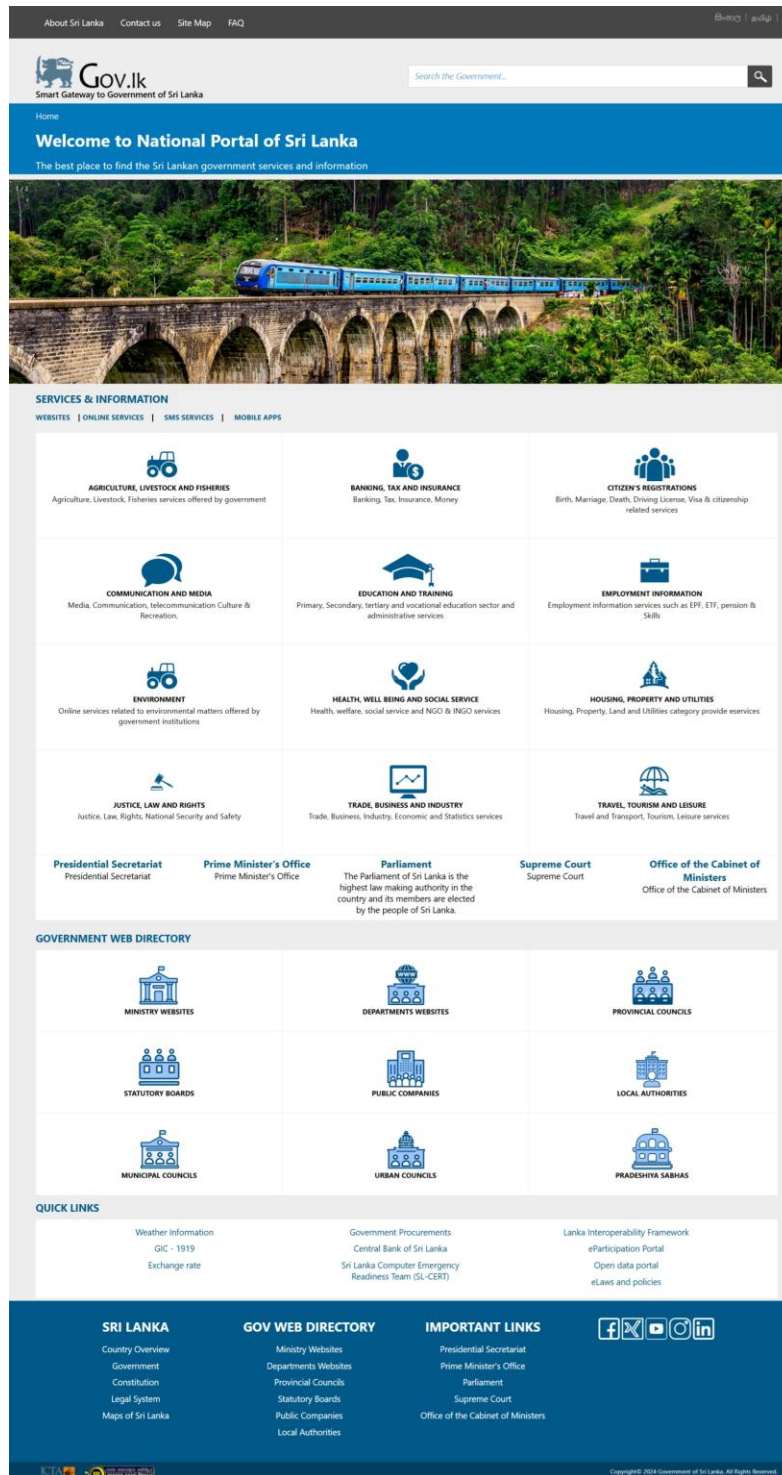 About Sri Lanka Contact us Site Map FAQ
සිංහල | தமிழ் |
Gov.lk
Smart Gateway to Government of Sri Lanka
Search the Government...
Home
Welcome to National Portal of Sri Lanka
The best place to find the Sri Lankan government services and information
1 / 2
SERVICES & INFORMATION
WEBSITES | ONLINE SERVICES | SMS SERVICES | MOBILE APPS
AGRICULTURE, LIVESTOCK AND FISHERIES
Agriculture, Livestock, Fisheries services offered by government
BANKING, TAX AND INSURANCE
Banking, Tax, Insurance, Money
CITIZEN'S REGISTRATIONS
Birth, Marriage, Death, Driving License, Visa & citizenship
related services
COMMUNICATION AND MEDIA
Media, Communication, telecommunication Culture &
Recreation.
EDUCATION AND TRAINING
Primary, Secondary, tertiary and vocational education sector and
administrative services
EMPLOYMENT INFORMATION
Employment information services such as EPF, ETF, pension &
Skills
ENVIRONMENT
Online services related to environmental matters offered by
government institutions
HEALTH, WELL BEING AND SOCIAL SERVICE
Health, welfare, social service and NGO & INGO services
HOUSING, PROPERTY AND UTILITIES
Housing, Property, Land and Utilities category provide eservices
JUSTICE, LAW AND RIGHTS
Justice, Law, Rights, National Security and Safety
TRADE, BUSINESS AND INDUSTRY
Trade, Business, Industry, Economic and Statistics services
TRAVEL, TOURISM AND LEISURE
Travel and Transport, Tourism, Leisure services
Presidential Secretariat
Presidential Secretariat
Prime Minister's Office
Prime Minister's Office
Parliament
The Parliament of Sri Lanka is the
highest law making authority in the
country and its members are elected
by the people of Sri Lanka.
Supreme Court
Supreme Court
Office of the Cabinet of
Ministers
Office of the Cabinet of Ministers
GOVERNMENT WEB DIRECTORY
MINISTRY WEBSITES
WWW
DEPARTMENTS WEBSITES
PROVINCIAL COUNCILS
STATUTORY BOARDS
PUBLIC COMPANIES
LOCAL AUTHORITIES
MUNICIPAL COUNCILS
URBAN COUNCILS
PRADESHIYA SABHAS
QUICK LINKS
Weather Information
GIC - 1919
Exchange rate
Government Procurements
Central Bank of Sri Lanka
Sri Lanka Computer Emergency
Readiness Team (SL-CERT)
Lanka Interoperability Framework
eParticipation Portal
Open data portal
eLaws and policies
SRI LANKA
Country Overview
Government
Constitution
Legal System
Maps of Sri Lanka
GOV WEB DIRECTORY
Ministry Websites
Departments Websites
Provincial Councils
Statutory Boards
Public Companies
Local Authorities
IMPORTANT LINKS
Presidential Secretariat
Prime Minister's Office
Parliament
Supreme Court
Office of the Cabinet of Ministers
ICTA
Copyright© 2024 Government of Sri Lanka. All Rights Reserved.